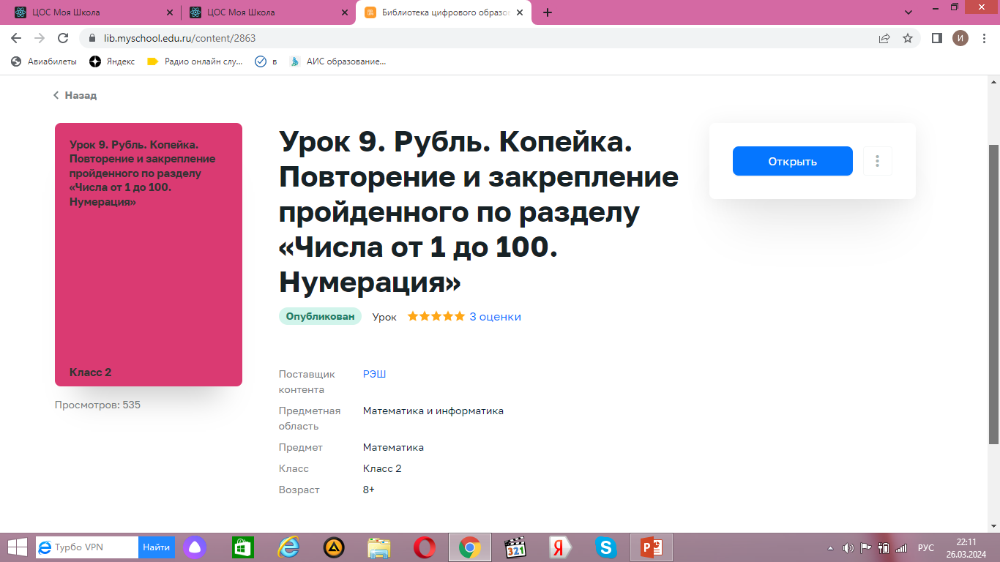 ЦОС Моя Школа
ЦОС Моя Школа
Библиотека цифрового образо
lib.myschool.edu.ru/content/2863
И
Авиабилеты
Яндекс
Радио онлайн слу...
в
АИС образование...
Назад
Урок 9. Рубль. Копейка.
Повторение и закрепление
пройденного по разделу
«Числа от 1 до 100.
Нумерация»
Класс 2
Просмотров: 535
Урок 9. Рубль. Копейка.
Повторение и закрепление
пройденного по разделу
«Числа от 1 до 100.
Нумерация»
Опубликован Урок 3 оценки
Поставщик контента РЭШ
Предметная область Математика и информатика
Предмет Математика
Класс Класс 2
Возраст 8+
Открыть
Турбо VPN
Найти
321
Я
S
P
РУС
22:11
26.03.2024